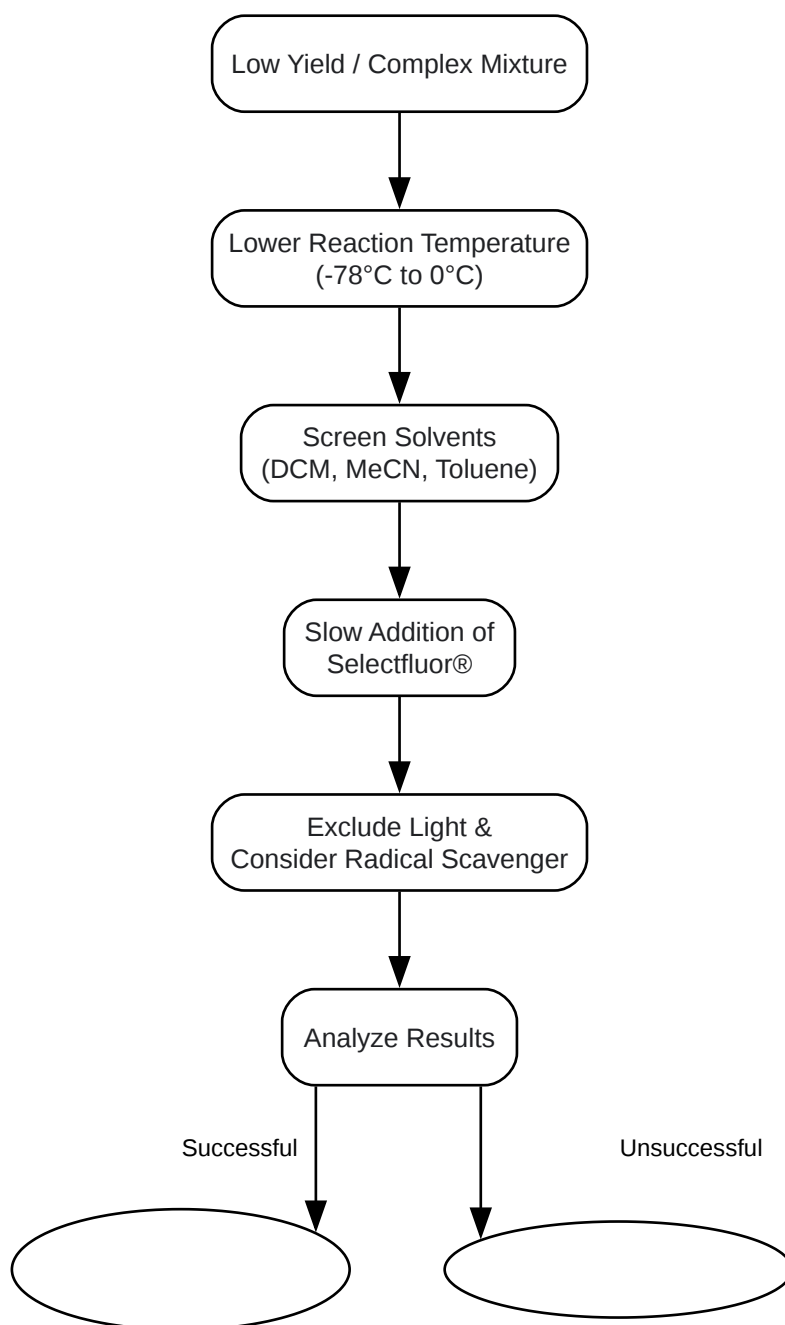 Low Yield / Complex Mixture
Lower Reaction Temperature
(-78°C to 0°C)
Screen Solvents
(DCM, MeCN, Toluene)
Slow Addition of
Selectfluor®
Exclude Light &
Consider Radical Scavenger
Analyze Results
Successful
Unsuccessful